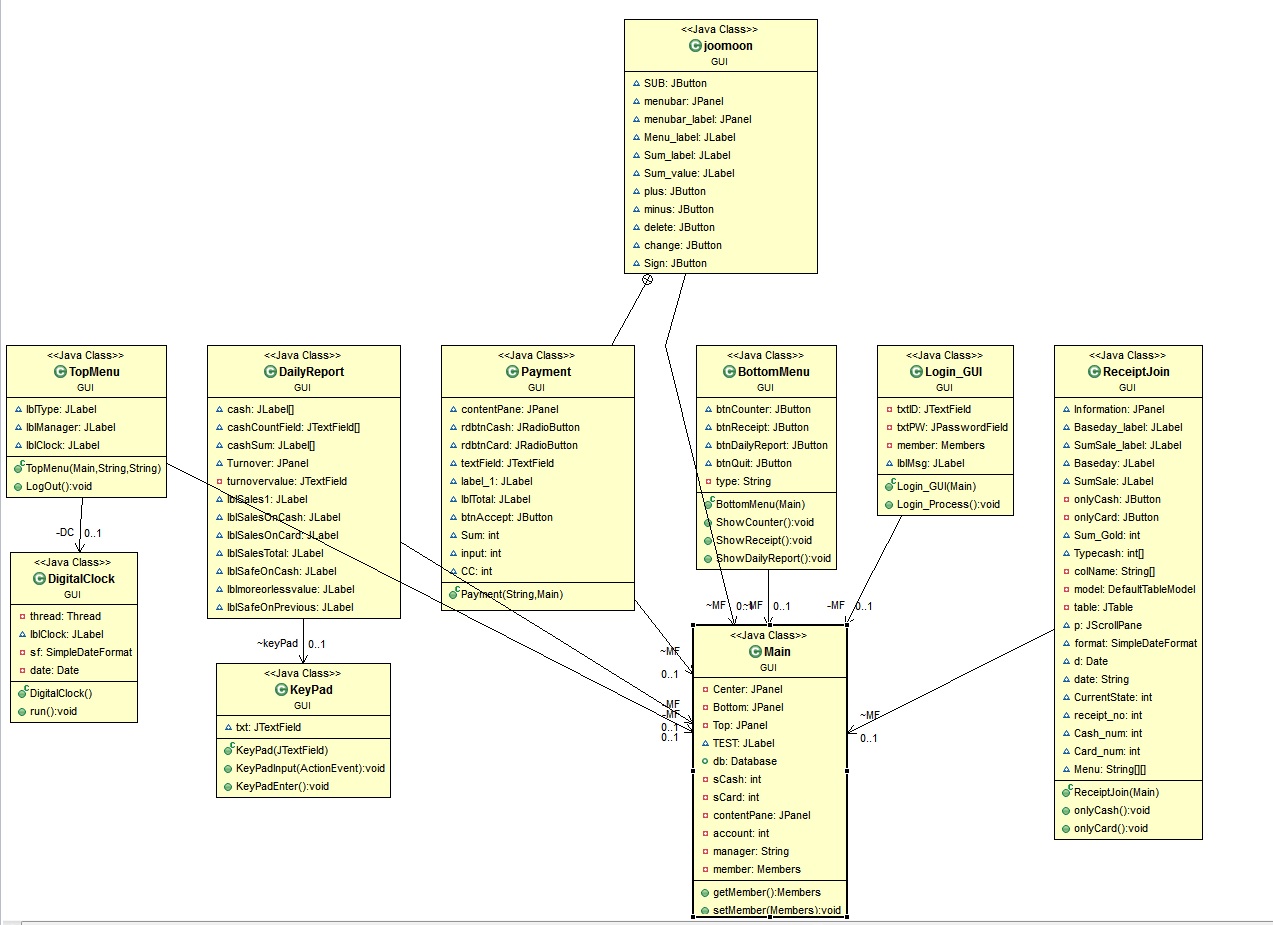 <<Java Class>>
joomoon
GUI
SUB: JButton
menubar: JPanel
menubar_label: JPanel
Menu_label: JLabel
Sum_label: JLabel
Sum_value: JLabel
plus: JButton
minus: JButton
delete: JButton
change: JButton
Sign: JButton
<<Java Class>>
TopMenu
GUI
lblType: JLabel
lblManager: JLabel
lblClock: JLabel
TopMenu(Main,String,String)
LogOut():void
-DC
0..1
<<Java Class>>
DigitalClock
GUI
thread: Thread
lblClock: JLabel
sf: SimpleDateFormat
date: Date
DigitalClock()
run():void
<<Java Class>>
DailyReport
GUI
cash: JLabel[]
cashCountField: JTextField[]
cashSum: JLabel[]
Turnover: JPanel
turnovervalue: JTextField
lblSales1: JLabel
lblSalesOnCash: JLabel
lblSalesOnCard: JLabel
lblSalesTotal: JLabel
lblSafeOnCash: JLabel
lblmoreorlessvalue: JLabel
lblSafeOnPrevious: JLabel
~keyPad
0..1
<<Java Class>>
KeyPad
GUI
txt: JTextField
KeyPad(JTextField)
KeyPadInput(ActionEvent):void
KeyPadEnter():void
<<Java Class>>
Payment
GUI
contentPane: JPanel
rdbtnCash: JRadioButton
rdbtnCard: JRadioButton
textField: JTextField
label_1: JLabel
lblTotal: JLabel
btnAccept: JButton
Sum: int
input: int
CC: int
Payment(String,Main)
<<Java Class>>
BottomMenu
GUI
btnCounter: JButton
btnReceipt: JButton
btnDailyReport: JButton
btnQuit: JButton
type: String
BottomMenu(Main)
ShowCounter():void
ShowReceipt():void
ShowDailyReport():void
<<Java Class>>
Login_GUI
GUI
txtID: JTextField
txtPW: JPasswordField
member: Members
lblMsg: JLabel
Login_GUI(Main)
Login_Process():void
<<Java Class>>
ReceiptJoin
GUI
Information: JPanel
Baseday_label: JLabel
SumSale_label: JLabel
Baseday: JLabel
SumSale: JLabel
onlyCash: JButton
onlyCard: JButton
Sum_Gold: int
Typecash: int[]
colName: String[]
model: DefaultTableModel
table: JTable
p: JScrollPane
format: SimpleDateFormat
d: Date
date: String
CurrentState: int
receipt_no: int
Cash_num: int
Card_num: int
Menu: String[][]
ReceiptJoin(Main)
onlyCash():void
onlyCard():void
~MF
0..1
~MF
0..1
-MF
0..1
~MF
0..1
~MF
~MF
0..1
0..1
~MF
0..1
<<Java Class>>
Main
GUI
Center: JPanel
Bottom: JPanel
Top: JPanel
TEST: JLabel
db: Database
sCash: int
sCard: int
contentPane: JPanel
account: int
manager: String
member: Members
getMember():Members
setMember(Members):void